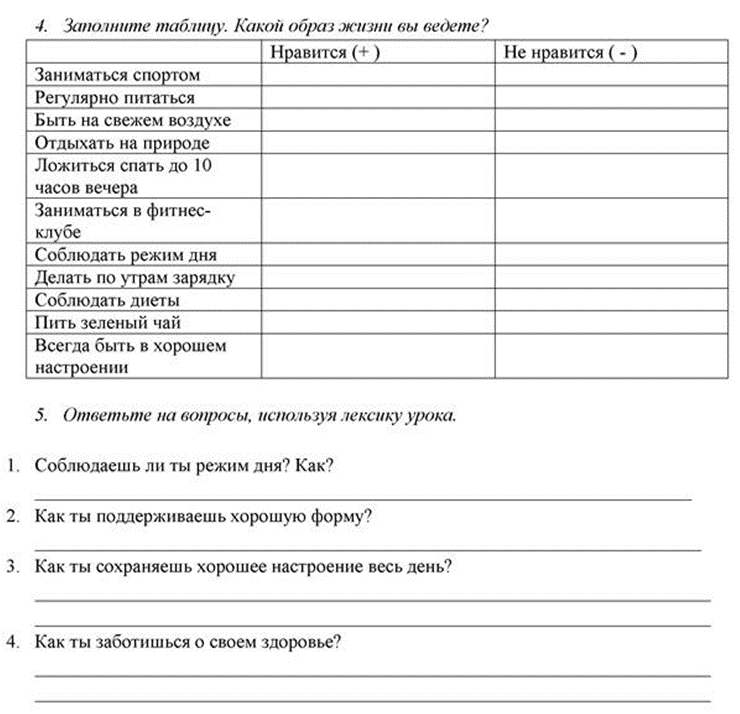 4. Заполните таблицу. Какой образ жизни вы ведете?
Нравится (+ ) Не нравится ( - )
Заниматься спортом
Регулярно питаться
Быть на свежем воздухе
Отдыхать на природе
Ложиться спать до 10
часов вечера
Заниматься в фитнес-
клубе
Соблюдать режим дня
Делать по утрам зарядку
Соблюдать диеты
Пить зеленый чай
Всегда быть в хорошем
настроении
5. Ответьте на вопросы, используя лексику урока.
1. Соблюдаешь ли ты режим дня? Как?
2. Как ты поддерживаешь хорошую форму?
3. Как ты сохраняешь хорошее настроение весь день?
4. Как ты заботишься о своем здоровье?